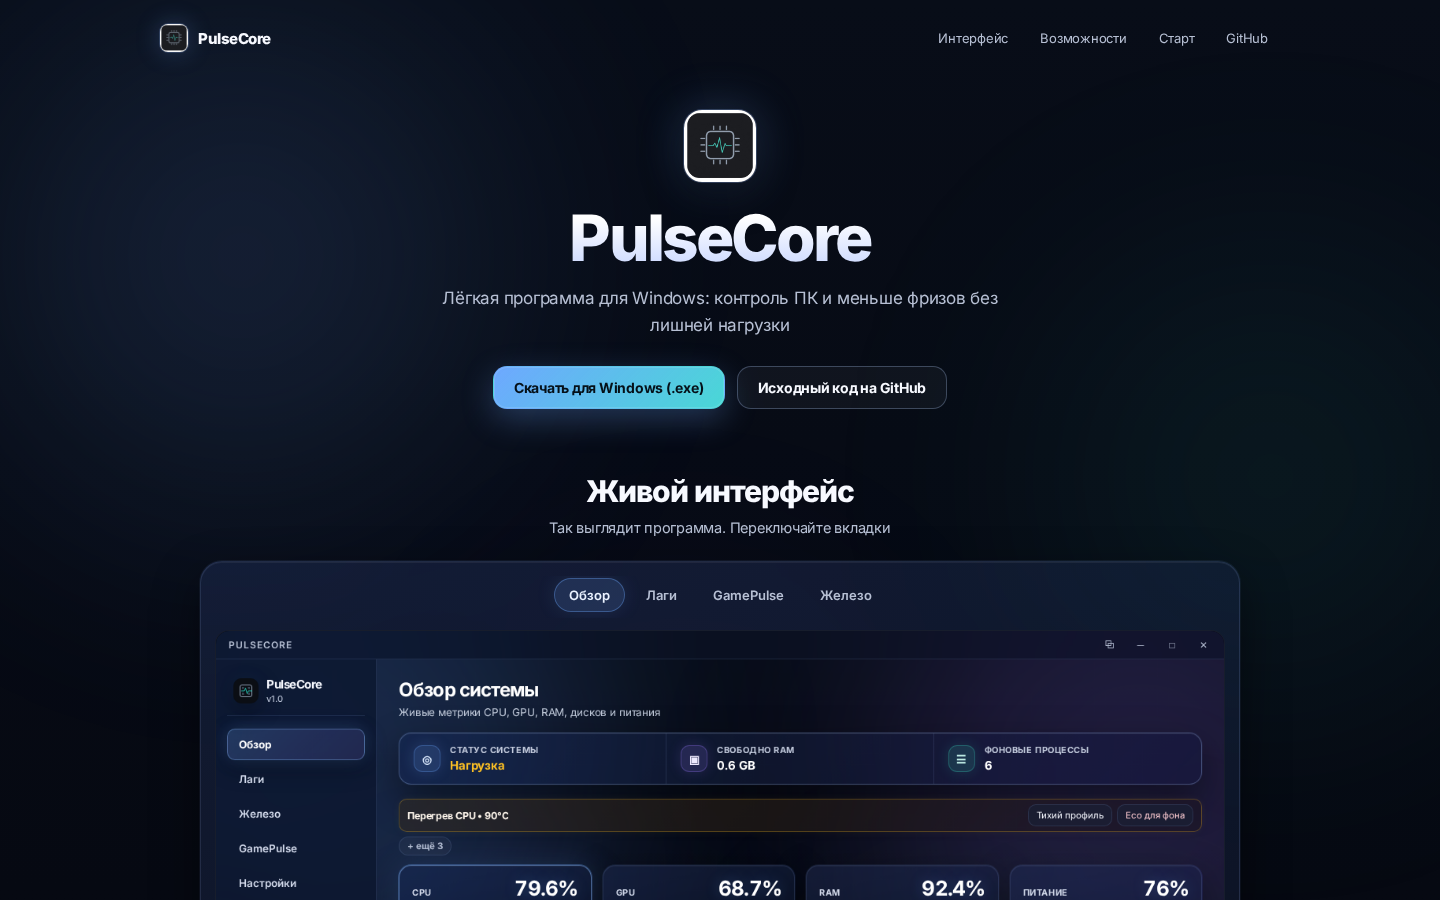 PulseCore
Интерфейс Возможности Старт GitHub
PulseCore
Лёгкая программа для Windows: контроль ПК и меньше фризов без
лишней нагрузки
Скачать для Windows (.exe) Исходный код на GitHub
Живой интерфейс
Так выглядит программа. Переключайте вкладки
Обзор Лаги GamePulse Железо
PULSECORE
PulseCore
v1.0
Обзор
Лаги
Железо
GamePulse
Настройки
Обзор системы
Живые метрики CPU, GPU, RAM, дисков и питания
СТАТУС СИСТЕМЫ
Нагрузка
СВОБОДНО RAM
0.6 GB
ФОНОВЫЕ ПРОЦЕССЫ
6
Перегрев CPU • 90°C Тихий профиль Eco для фона
+ ещё 3
CPU 79.6%
GPU 68.7%
RAM 92.4%
ПИТАНИЕ 76%